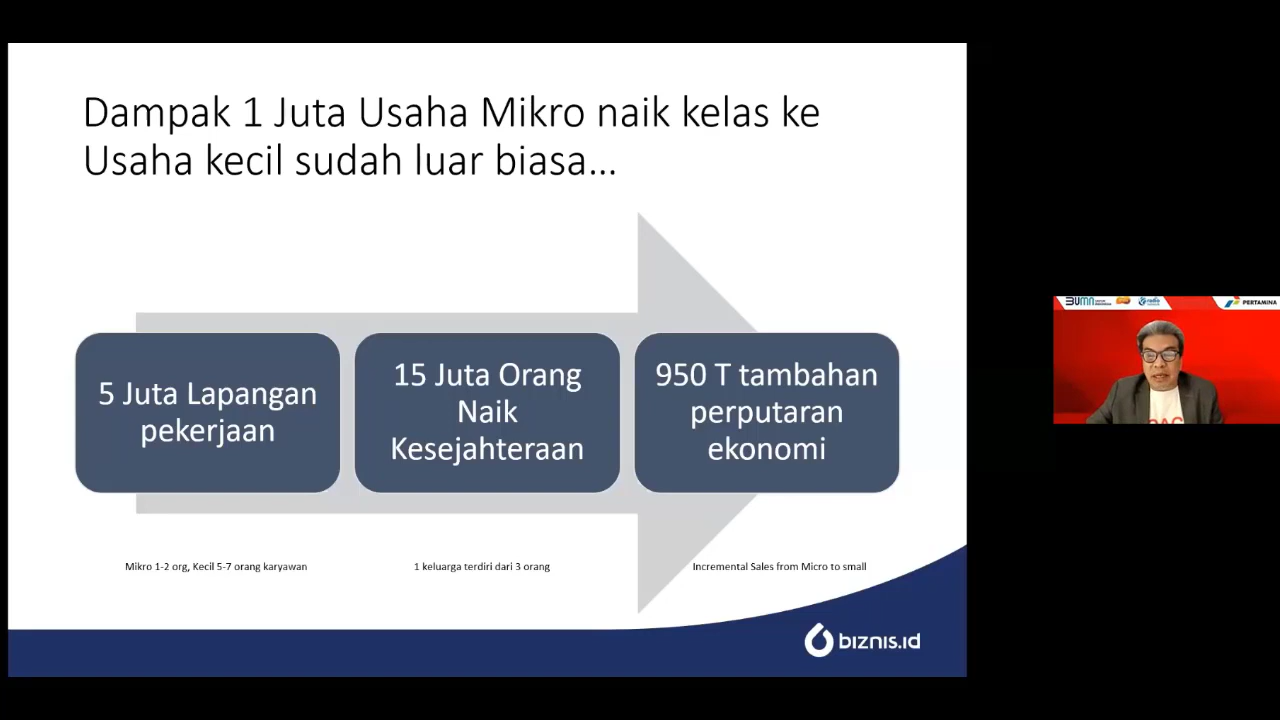 Dampak 1 Juta Usaha Mikro naik kelas ke
Usaha kecil sudah luar biasa...
5 Juta Lapangan
pekerjaan
15 Juta Orang
Naik
Kesejahteraan
950 T tambahan
perputaran
ekonomi
Mikro 1-2 org, Kecil 5-7 orang karyawan
1 keluarga terdiri dari 3 orang
Incremental Sales from Micro to small
biznis.id
BUMN
PERTAMINA